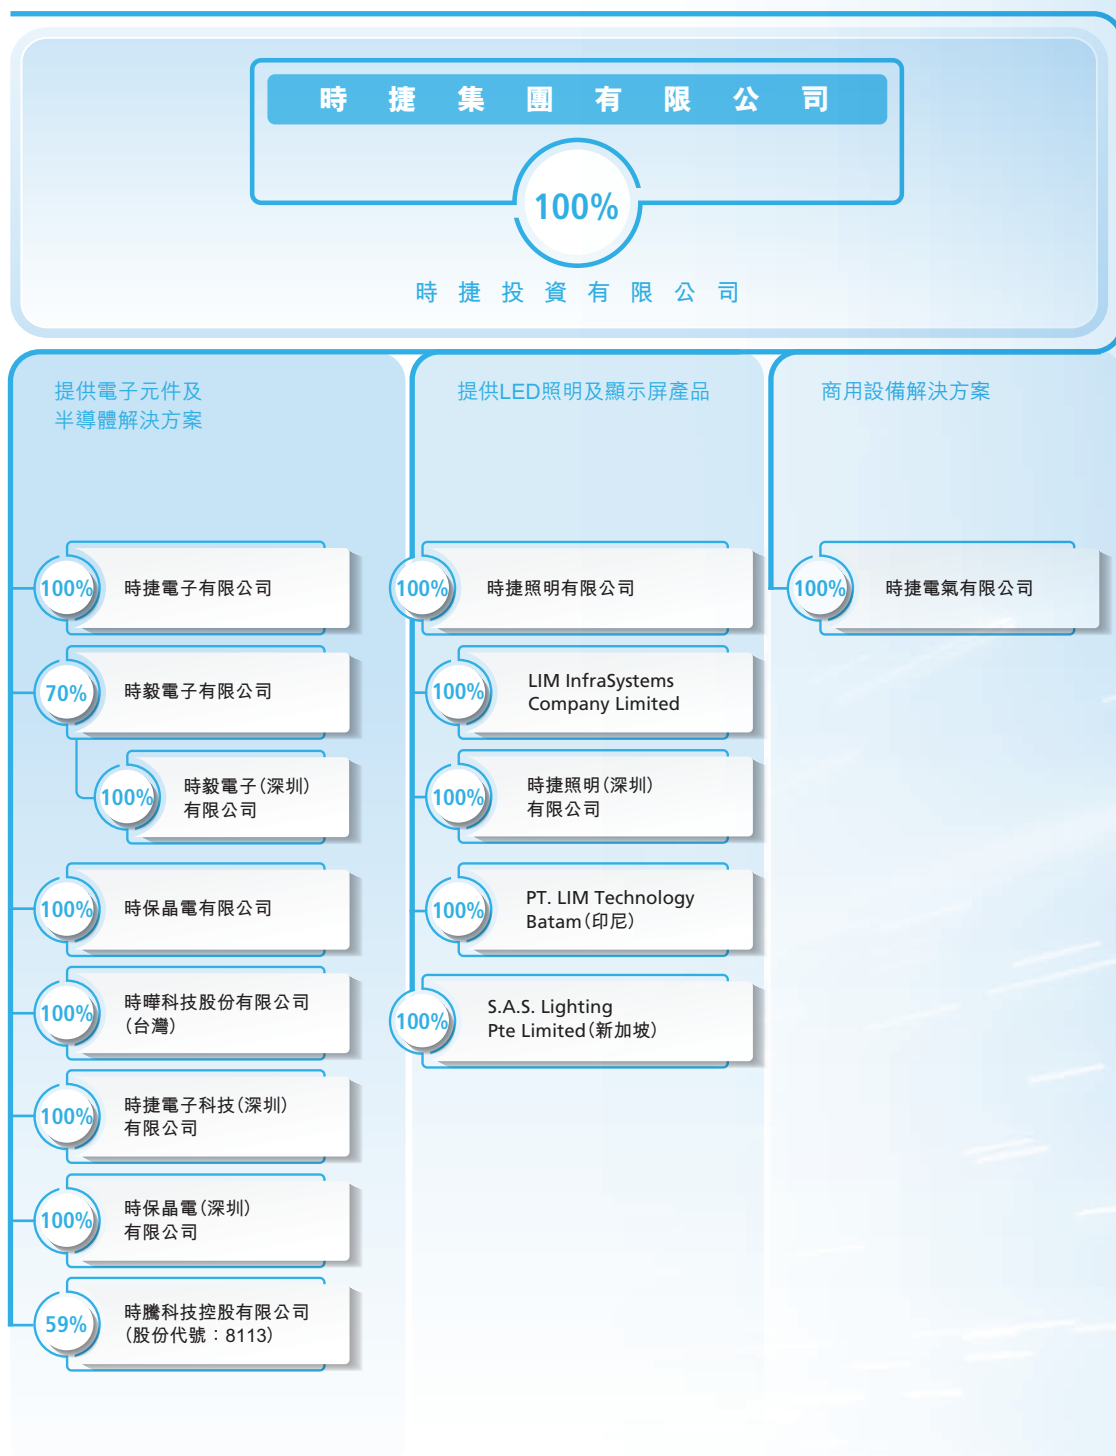 時捷集團有限公司
100%
時捷投資有限公司
提供電子元件及
半導體解決方案
100%
時捷電子有限公司
70%
時毅電子有限公司
100%
時毅電子(深圳)
有限公司
100%
時保晶電有限公司
100%
時曄科技股份有限公司
(台灣)
100%
時捷電子科技(深圳)
有限公司
100%
時保晶電(深圳)
有限公司
59%
時騰科技控股有限公司
(股份代號：8113)
提供LED照明及顯示屏產品
100%
時捷照明有限公司
100%
LIM InfraSystems
Company Limited
100%
時捷照明(深圳)
有限公司
100%
PT. LIM Technology
Batam(印尼)
100%
S.A.S. Lighting
Pte Limited(新加坡)
商用設備解決方案
100%
時捷電氣有限公司